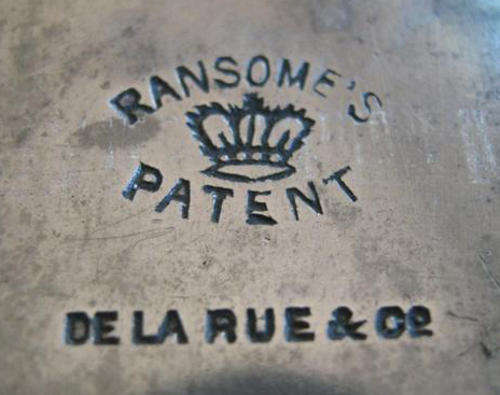 RANSOME'S
PATENT
DE LA RUE & Co